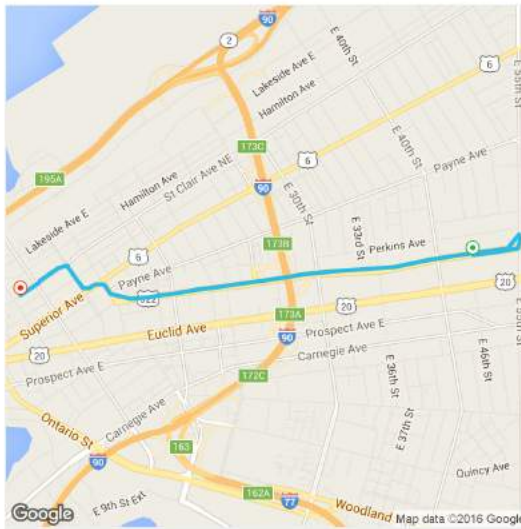 90
2
E 40th St
Lakeside Ave E
Hamilton Ave
6
E 55th St
173C
E 40th St
St Clair Ave NE
6
Payne Ave
Hamilton Ave
195A
90
E 30th St
Lakeside Ave E
E 33rd St
6
173B
Perkins Ave
Payne Ave
322
20
Superior Ave
20
173A
Euclid Ave
90
Prospect Ave E
E 55th St
20
Carnegie Ave
E 46th St
Prospect Ave E
172C
E 36th St
Carnegie Ave
E 37th St
Ontario St
163
90
Quincy Ave
162A
77
E 9th St Ext
Woodland
Google
Map data ©2016 Google